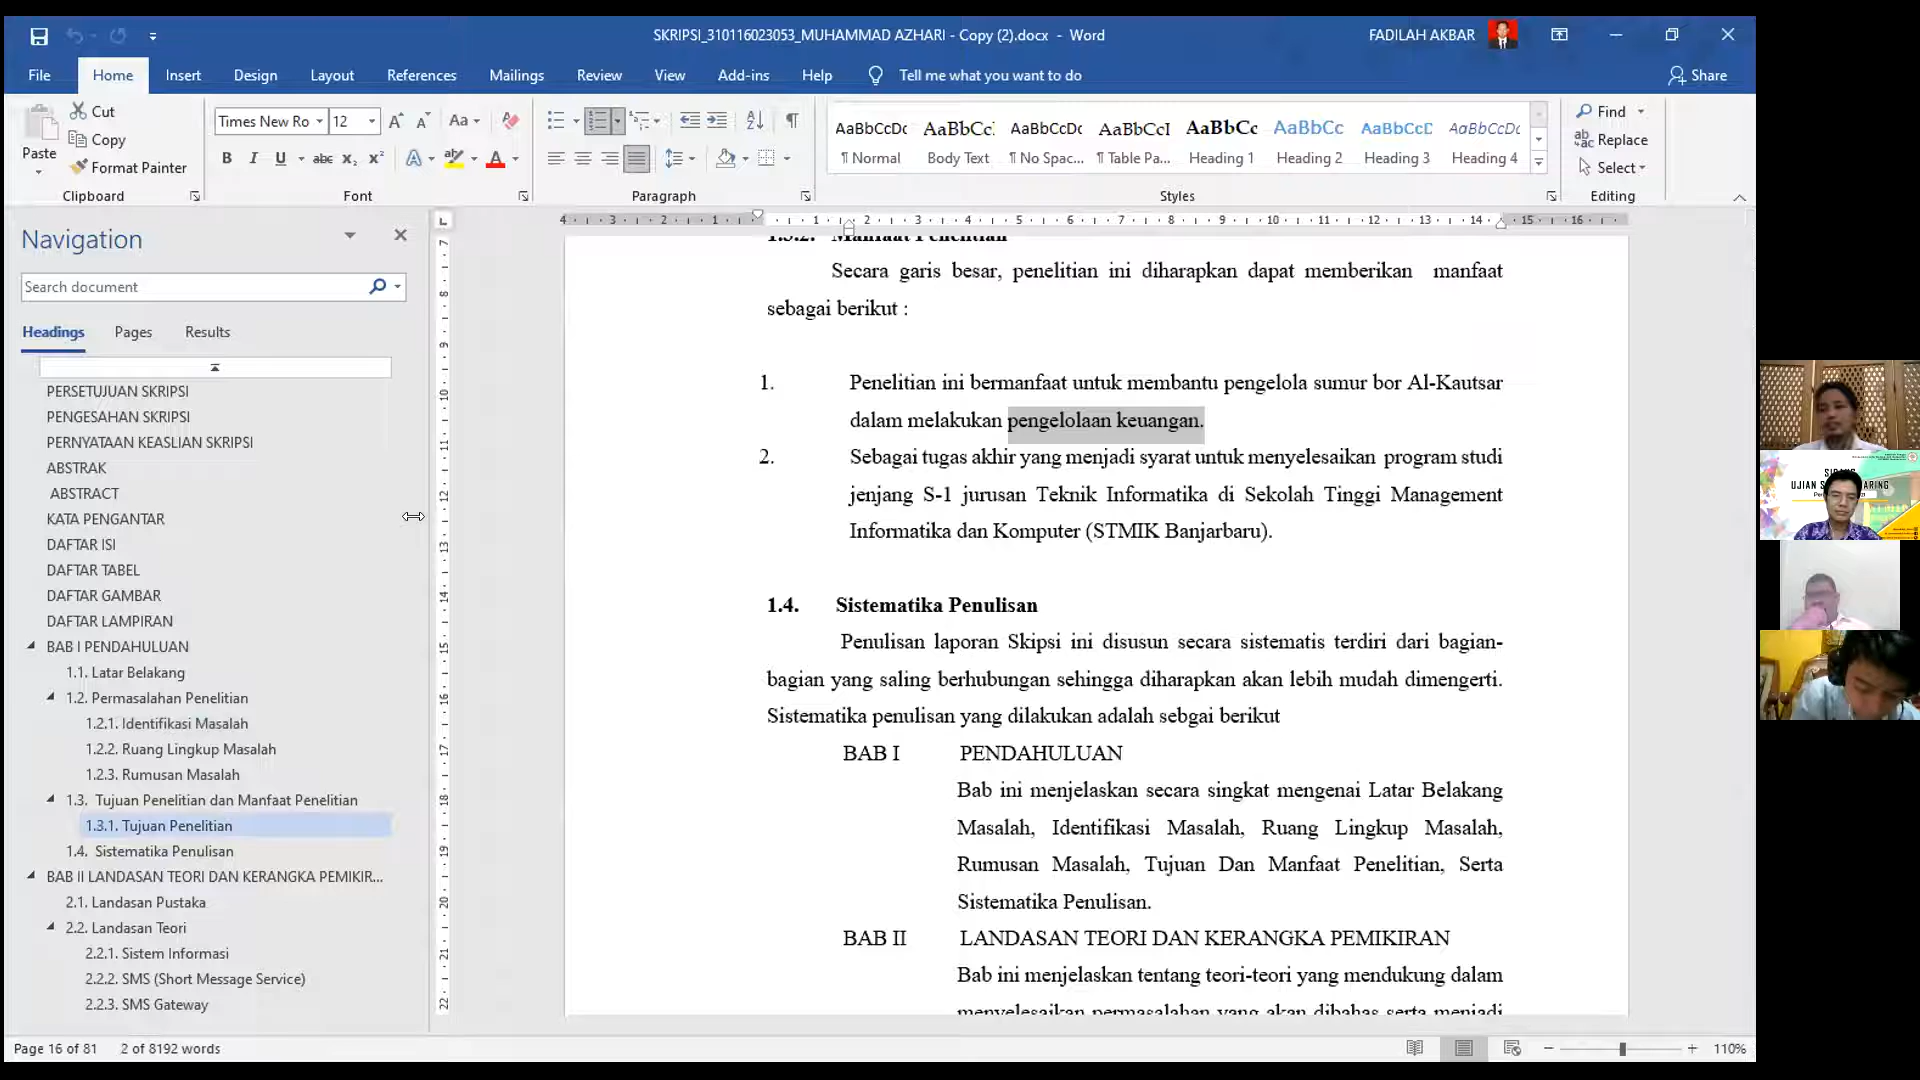 SKRIPSI_310116023053_MUHAMMAD AZHARI - Copy (2).docx - Word
FADILAH AKBAR
File Home Insert Design Layout References Mailings Review View Add-ins Help Tell me what you want to do Share
Cut
Copy
Format Painter
Paste
Clipboard
Times New Ro 12
Font
Paragraph
AaBbCcDc AaBbCcI AaBbCcDc AaBbCcI AaBbCc AaBbCc AaBbCcD AaBbCcDc
¶ Normal Body Text ¶ No Spac... ¶ Table Pa... Heading 1 Heading 2 Heading 3 Heading 4
Styles
Find
Replace
Select
Editing
Navigation
Search document
Headings Pages Results
PERSETUJUAN SKRIPSI
PENGESAHAN SKRIPSI
PERNYATAAN KEASLIAN SKRIPSI
ABSTRAK
ABSTRACT
KATA PENGANTAR
DAFTAR ISI
DAFTAR TABEL
DAFTAR GAMBAR
DAFTAR LAMPIRAN
BAB I PENDAHULUAN
1.1. Latar Belakang
1.2. Permasalahan Penelitian
1.2.1. Identifikasi Masalah
1.2.2. Ruang Lingkup Masalah
1.2.3. Rumusan Masalah
1.3. Tujuan Penelitian dan Manfaat Penelitian
1.3.1. Tujuan Penelitian
1.4. Sistematika Penulisan
BAB II LANDASAN TEORI DAN KERANGKA PEMIKIR...
2.1. Landasan Pustaka
2.2. Landasan Teori
2.2.1. Sistem Informasi
2.2.2. SMS (Short Message Service)
2.2.3. SMS Gateway
1.3.2. Manfaat Penelitian
Secara garis besar, penelitian ini diharapkan dapat memberikan manfaat
sebagai berikut :
1. Penelitian ini bermanfaat untuk membantu pengelola sumur bor Al-Kautsar
dalam melakukan pengelolaan keuangan.
2. Sebagai tugas akhir yang menjadi syarat untuk menyelesaikan program studi
jenjang S-1 jurusan Teknik Informatika di Sekolah Tinggi Management
Informatika dan Komputer (STMIK Banjarbaru).
1.4. Sistematika Penulisan
Penulisan laporan Skipsi ini disusun secara sistematis terdiri dari bagian-
bagian yang saling berhubungan sehingga diharapkan akan lebih mudah dimengerti.
Sistematika penulisan yang dilakukan adalah sebgai berikut
BAB I PENDAHULUAN
Bab ini menjelaskan secara singkat mengenai Latar Belakang
Masalah, Identifikasi Masalah, Ruang Lingkup Masalah,
Rumusan Masalah, Tujuan Dan Manfaat Penelitian, Serta
Sistematika Penulisan.
BAB II LANDASAN TEORI DAN KERANGKA PEMIKIRAN
Bab ini menjelaskan tentang teori-teori yang mendukung dalam
menyelesaikan permasalahan yang akan dibahas serta menjadi
Page 16 of 81 2 of 8192 words
110%